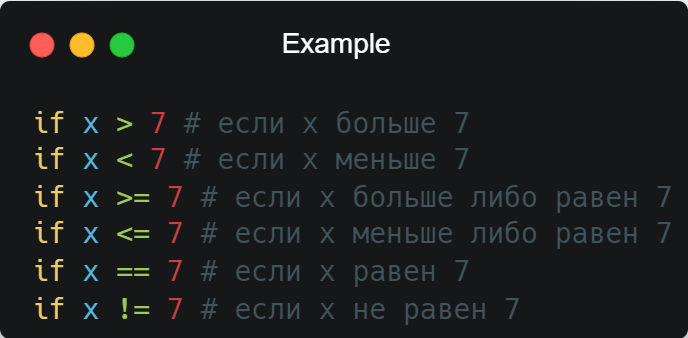 Example
if x > 7 # если x больше 7
if x < 7 # если x меньше 7
if x >= 7 # если x больше либо равен 7
if x <= 7 # если x меньше либо равен 7
if x == 7 # если x равен 7
if x != 7 # если x не равен 7